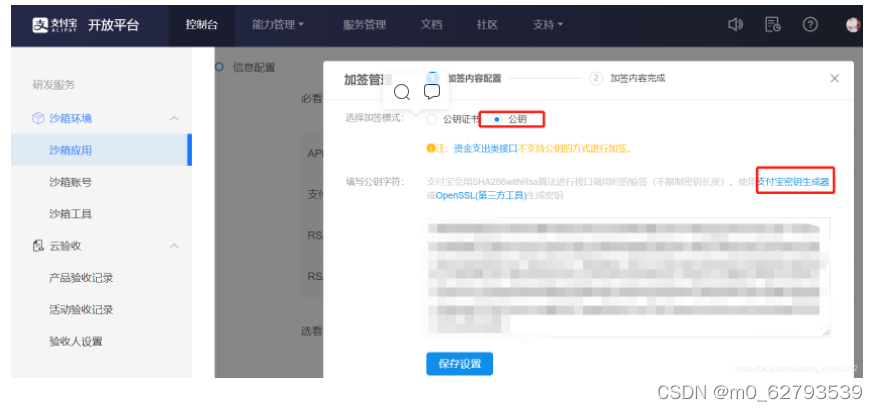 支 支付宝 ALIPAY 开放平台 控制台 能力管理 服务管理 文档 社区 支持
研发服务
沙箱环境
沙箱应用
沙箱账号
沙箱工具
云验收
产品验收记录
活动验收记录
验收人设置
信息配置
必看
API
支付
RS
RS
选看
加签管理
1 加签内容配置 2 加签内容完成
选择加签模式: 公钥证书 公钥
注: 资金支出类接口不支持公钥的方式进行加签。
填写公钥字符: 支付宝会用SHA256withRsa算法进行接口调用时的验签(不限制密钥长度)。使用支付宝密钥生成器
或OpenSSL(第三方工具)生成密钥
保存设置
CSDN @m0_62793539